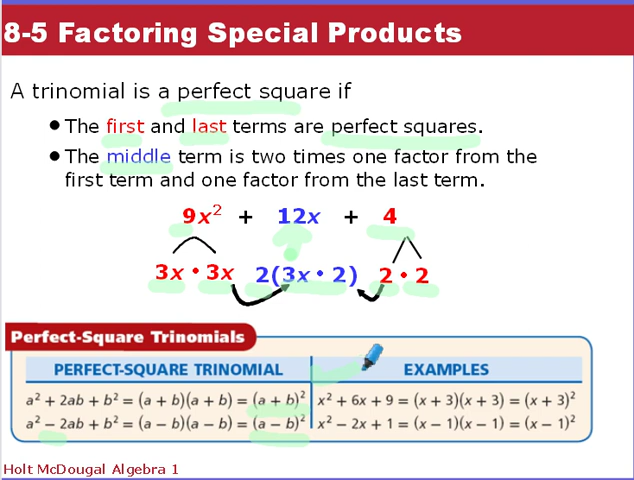 8-5 Factoring Special Products
A trinomial is a perfect square if
• The first and last terms are perfect squares.
• The middle term is two times one factor from the
first term and one factor from the last term.
9x² + 12x + 4
3x • 3x 2(3x • 2) 2 • 2
Perfect-Square Trinomials
PERFECT-SQUARE TRINOMIAL EXAMPLES
a² + 2ab + b² = (a + b)(a + b) = (a + b)² x² + 6x + 9 = (x + 3)(x + 3) = (x + 3)²
a² − 2ab + b² = (a − b)(a − b) = (a − b)² x² − 2x + 1 = (x − 1)(x − 1) = (x − 1)²
Holt McDougal Algebra 1